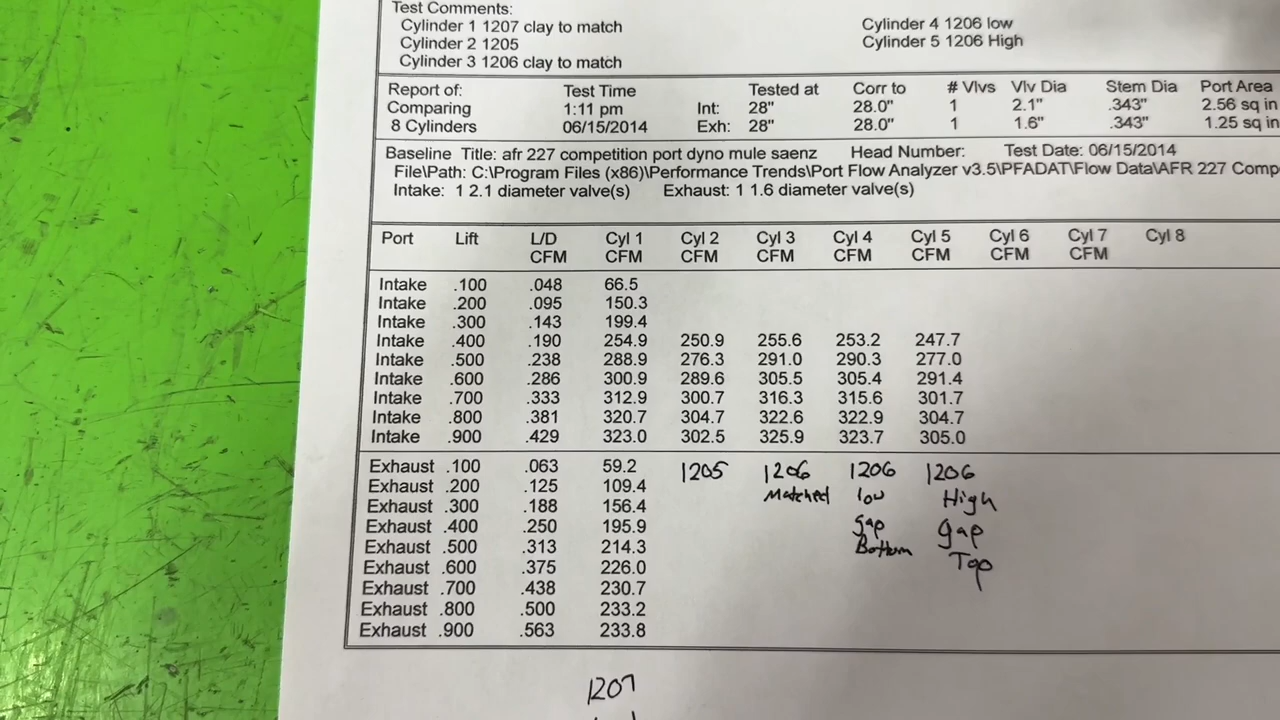 Test Comments:
Cylinder 1 1207 clay to match
Cylinder 2 1205
Cylinder 3 1206 clay to match
Cylinder 4 1206 low
Cylinder 5 1206 High
Report of: Test Time Tested at Corr to # Vlvs Vlv Dia Stem Dia Port Area
Comparing 1:11 pm Int: 28" 28.0" 1 2.1" .343" 2.56 sq in
8 Cylinders 06/15/2014 Exh: 28" 28.0" 1 1.6" .343" 1.25 sq in
Baseline Title: afr 227 competition port dyno mule saenz Head Number: Test Date: 06/15/2014
File\Path: C:\Program Files (x86)\Performance Trends\Port Flow Analyzer v3.5\PFADAT\Flow Data\AFR 227 Comp
Intake: 1 2.1 diameter valve(s) Exhaust: 1 1.6 diameter valve(s)
Port Lift L/D Cyl 1 Cyl 2 Cyl 3 Cyl 4 Cyl 5 Cyl 6 Cyl 7 Cyl 8
CFM CFM CFM CFM CFM CFM CFM CFM
Intake .100 .048 66.5
Intake .200 .095 150.3
Intake .300 .143 199.4
Intake .400 .190 254.9 250.9 255.6 253.2 247.7
Intake .500 .238 288.9 276.3 291.0 290.3 277.0
Intake .600 .286 300.9 289.6 305.5 305.4 291.4
Intake .700 .333 312.9 300.7 316.3 315.6 301.7
Intake .800 .381 320.7 304.7 322.6 322.9 304.7
Intake .900 .429 323.0 302.5 325.9 323.7 305.0
Exhaust .100 .063 59.2 1205 1206 1206 1206
Exhaust .200 .125 109.4 Matched low High
Exhaust .300 .188 156.4
Exhaust .400 .250 195.9 gap gap
Exhaust .500 .313 214.3 Bottom
Exhaust .600 .375 226.0 Top
Exhaust .700 .438 230.7
Exhaust .800 .500 233.2
Exhaust .900 .563 233.8
1207